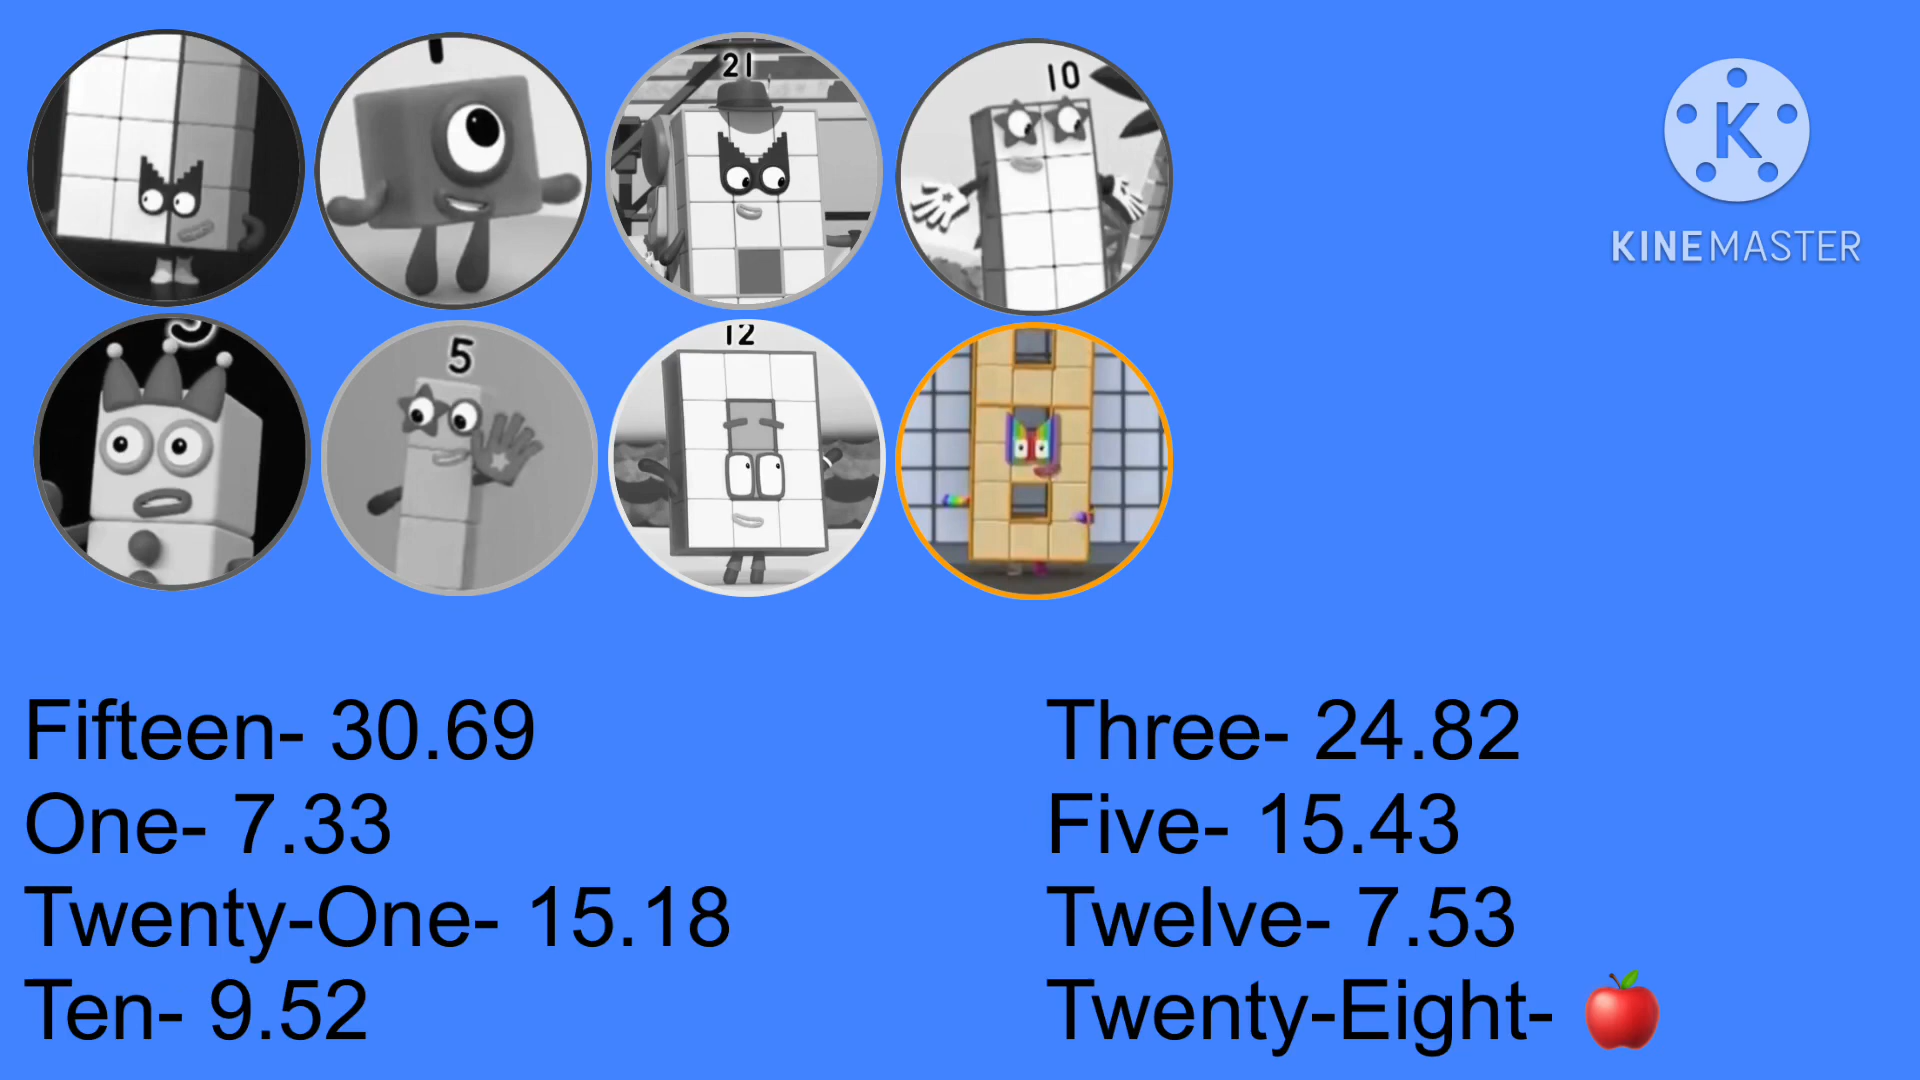 21
10
5
12
KINEMASTER
Fifteen- 30.69
One- 7.33
Twenty-One- 15.18
Ten- 9.52
Three- 24.82
Five- 15.43
Twelve- 7.53
Twenty-Eight- 🍎